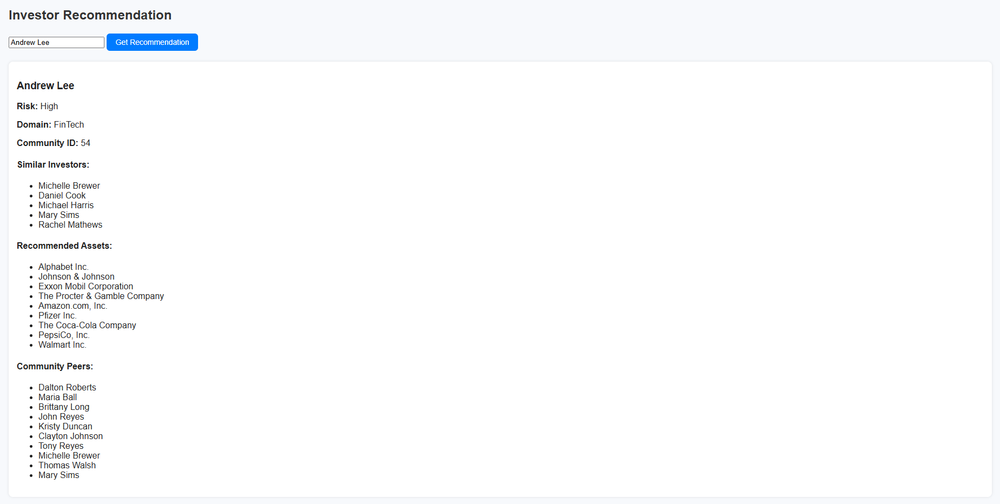 Investor Recommendation
Andrew Lee
Get Recommendation
Andrew Lee
Risk: High
Domain: FinTech
Community ID: 54
Similar Investors:
Michelle Brewer
Daniel Cook
Michael Harris
Mary Sims
Rachel Mathews
Recommended Assets:
Alphabet Inc.
Johnson & Johnson
Exxon Mobil Corporation
The Procter & Gamble Company
Amazon.com, Inc.
Pfizer Inc.
The Coca-Cola Company
PepsiCo, Inc.
Walmart Inc.
Community Peers:
Dalton Roberts
Maria Ball
Brittany Long
John Reyes
Kristy Duncan
Clayton Johnson
Tony Reyes
Michelle Brewer
Thomas Walsh
Mary Sims